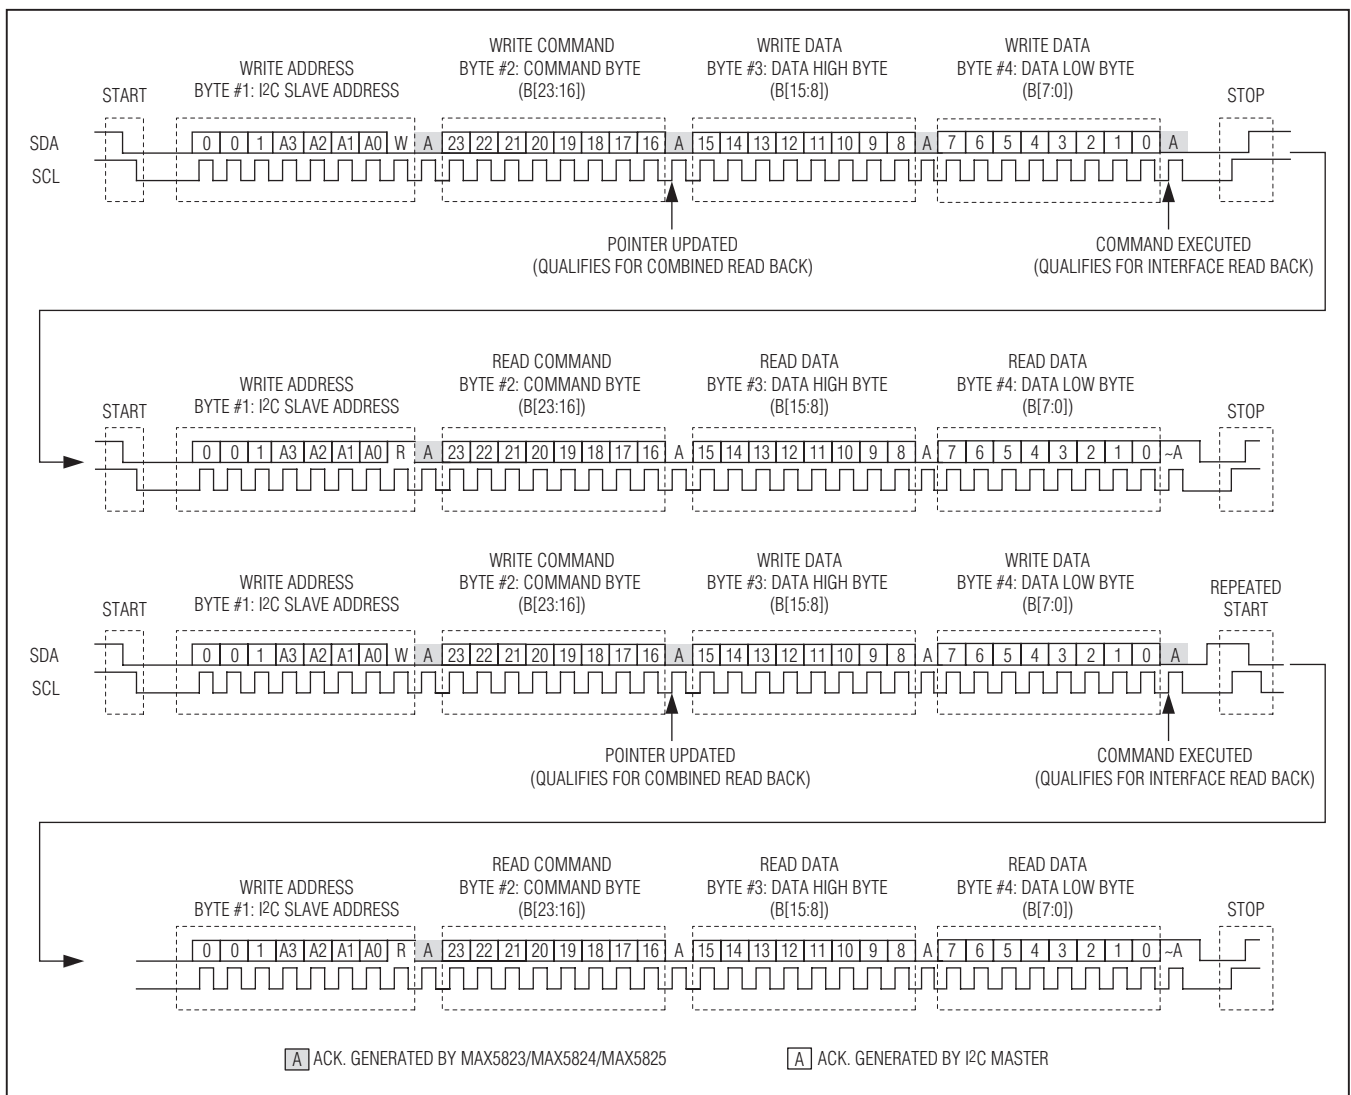 WRITE COMMAND
BYTE #2: COMMAND BYTE
(B[23:16])
WRITE DATA
BYTE #3: DATA HIGH BYTE
(B[15:8])
WRITE DATA
BYTE #4: DATA LOW BYTE
(B[7:0])
WRITE ADDRESS
BYTE #1: I2C SLAVE ADDRESS
START
STOP
SDA
0 0 1 A3 A2 A1 A0 W A 23 22 21 20 19 18 17 16 A 15 14 13 12 11 10 9 8 A 7 6 5 4 3 2 1 0 A
SCL
POINTER UPDATED
(QUALIFIES FOR COMBINED READ BACK)
COMMAND EXECUTED
(QUALIFIES FOR INTERFACE READ BACK)
READ COMMAND
BYTE #2: COMMAND BYTE
(B[23:16])
READ DATA
BYTE #3: DATA HIGH BYTE
(B[15:8])
READ DATA
BYTE #4: DATA LOW BYTE
(B[7:0])
WRITE ADDRESS
BYTE #1: I2C SLAVE ADDRESS
START
STOP
0 0 1 A3 A2 A1 A0 R A 23 22 21 20 19 18 17 16 A 15 14 13 12 11 10 9 8 A 7 6 5 4 3 2 1 0 ~A
WRITE COMMAND
BYTE #2: COMMAND BYTE
(B[23:16])
WRITE DATA
BYTE #3: DATA HIGH BYTE
(B[15:8])
WRITE DATA
BYTE #4: DATA LOW BYTE
(B[7:0])
WRITE ADDRESS
BYTE #1: I2C SLAVE ADDRESS
START
REPEATED
START
SDA
0 0 1 A3 A2 A1 A0 W A 23 22 21 20 19 18 17 16 A 15 14 13 12 11 10 9 8 A 7 6 5 4 3 2 1 0 A
SCL
POINTER UPDATED
(QUALIFIES FOR COMBINED READ BACK)
COMMAND EXECUTED
(QUALIFIES FOR INTERFACE READ BACK)
READ COMMAND
BYTE #2: COMMAND BYTE
(B[23:16])
READ DATA
BYTE #3: DATA HIGH BYTE
(B[15:8])
READ DATA
BYTE #4: DATA LOW BYTE
(B[7:0])
WRITE ADDRESS
BYTE #1: I2C SLAVE ADDRESS
STOP
0 0 1 A3 A2 A1 A0 R A 23 22 21 20 19 18 17 16 A 15 14 13 12 11 10 9 8 A 7 6 5 4 3 2 1 0 ~A
A ACK. GENERATED BY MAX5823/MAX5824/MAX5825
A ACK. GENERATED BY I2C MASTER